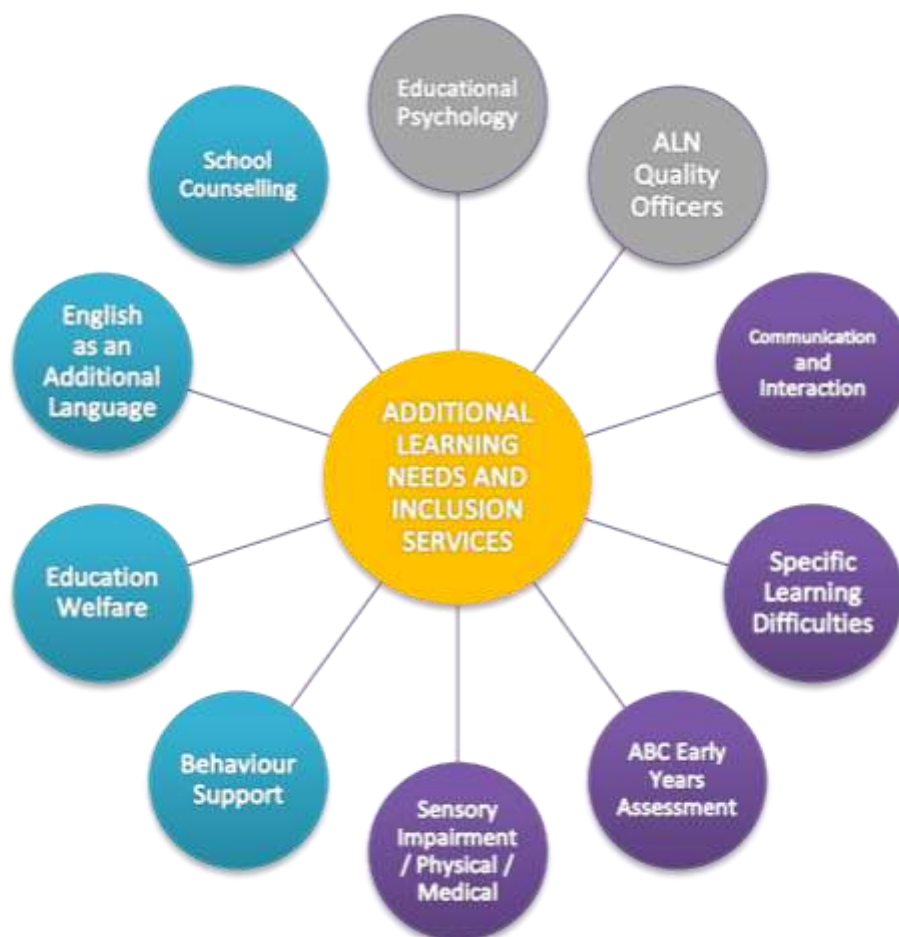 Educational
Psychology
ALN
Quality
Officers
Communication
and
Interaction
Specific
Learning
Difficulties
ABC Early
Years
Assessment
Sensory
Impairment
/ Physical /
Medical
Behaviour
Support
Education
Welfare
English
as an
Additional
Language
School
Counselling
ADDITIONAL
LEARNING
NEEDS AND
INCLUSION
SERVICES